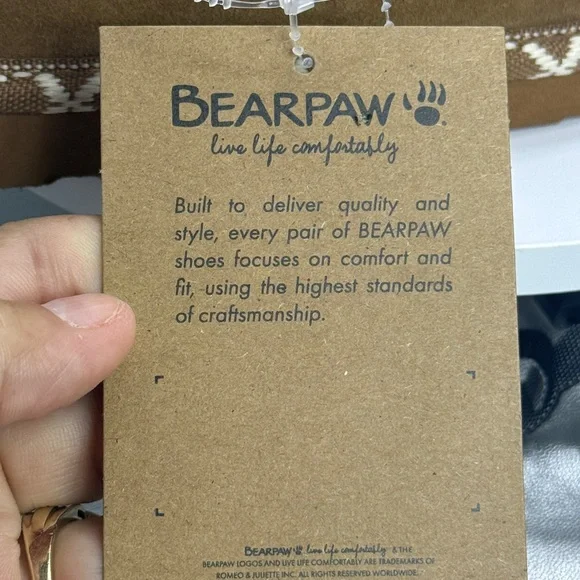 BEARPAW
live life comfortably
Built to deliver quality and
style, every pair of BEARPAW
shoes focuses on comfort and
fit, using the highest standards
of craftsmanship.
BEARPAW live life comfortably & THE
BEARPAW LOGOS AND LIVE LIFE COMFORTABLY ARE TRADEMARKS OF
ROMEO & JULIETTE, INC. ALL RIGHTS RESERVED WORLDWIDE.